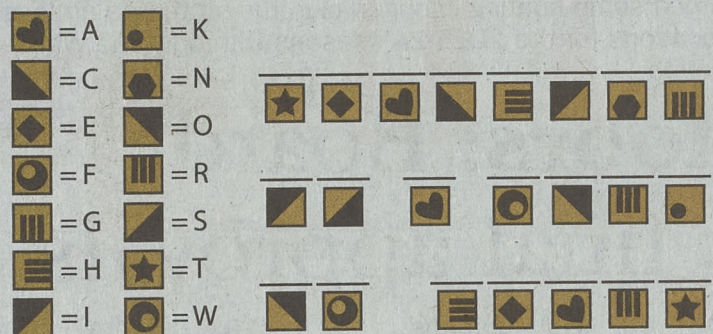 = A = K
= C = N
= E = O
= F = R
= G = S
= H = T
= I = W